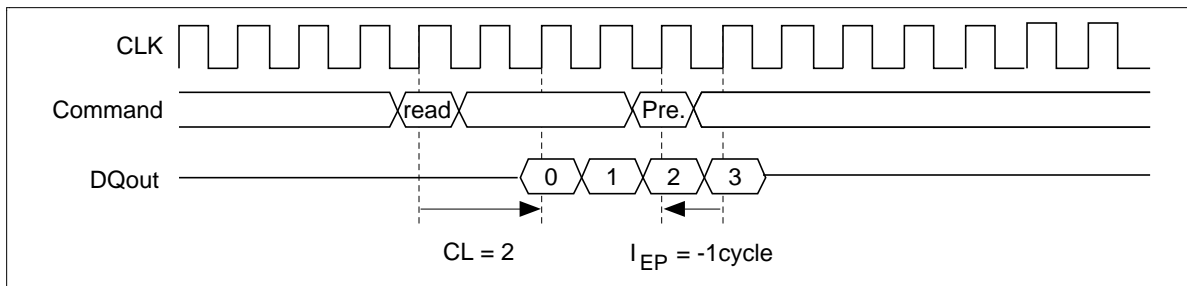 CLK
Command read Pre.
DQout 0 1 2 3
CL = 2 I EP = -1cycle